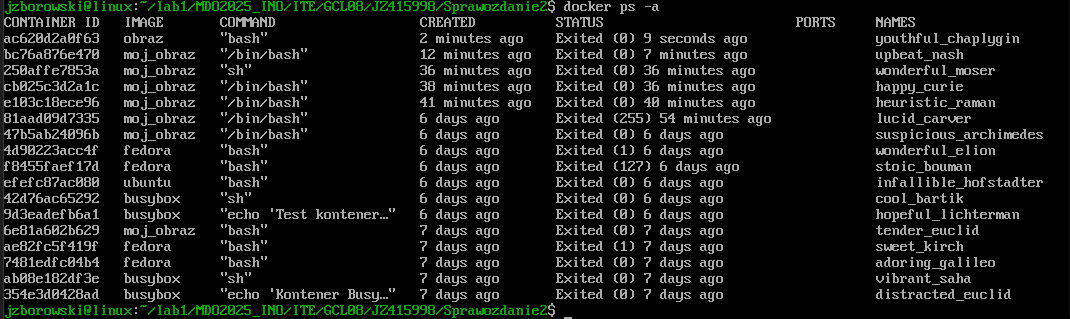 jzborowski@linux:~/lab1/MDO2025_INO/ITE/GCL08/JZ415998/Sprawozdanie2$ docker ps -a
CONTAINER ID   IMAGE       COMMAND                  CREATED          STATUS                       PORTS     NAMES
ac620d2a0f63   obraz       "bash"                   2 minutes ago    Exited (0) 9 seconds ago               youthful_chaplygin
bc76a876e470   moj_obraz   "/bin/bash"              12 minutes ago   Exited (0) 7 minutes ago               upbeat_nash
250affe7853a   moj_obraz   "sh"                     36 minutes ago   Exited (0) 36 minutes ago              wonderful_moser
cb025c3d2a1c   moj_obraz   "/bin/bash"              38 minutes ago   Exited (0) 36 minutes ago              happy_curie
e103c18ece96   moj_obraz   "/bin/bash"              41 minutes ago   Exited (0) 40 minutes ago              heuristic_raman
81aad09d7335   moj_obraz   "/bin/bash"              6 days ago       Exited (255) 54 minutes ago            lucid_carver
47b5ab24096b   moj_obraz   "/bin/bash"              6 days ago       Exited (0) 6 days ago                  suspicious_archimedes
4d90223acc4f   fedora      "bash"                   6 days ago       Exited (1) 6 days ago                  wonderful_elion
f8455faef17d   fedora      "bash"                   6 days ago       Exited (127) 6 days ago                stoic_bouman
efefc87ac080   ubuntu      "bash"                   6 days ago       Exited (0) 6 days ago                  infallible_hofstadter
42d76ac65292   busybox     "sh"                     6 days ago       Exited (0) 6 days ago                  cool_bartik
9d3eadefb6a1   busybox     "echo 'Test kontener…"   6 days ago       Exited (0) 6 days ago                  hopeful_lichterman
6e81a602b629   moj_obraz   "bash"                   7 days ago       Exited (0) 7 days ago                  tender_euclid
ae82fc5f419f   fedora      "bash"                   7 days ago       Exited (1) 7 days ago                  sweet_kirch
7481edfc04b4   fedora      "bash"                   7 days ago       Exited (0) 7 days ago                  adoring_galileo
ab08e182df3e   busybox     "sh"                     7 days ago       Exited (0) 7 days ago                  vibrant_saha
354e3d0428ad   busybox     "echo 'Kontener Busy…"   7 days ago       Exited (0) 7 days ago                  distracted_euclid
jzborowski@linux:~/lab1/MDO2025_INO/ITE/GCL08/JZ415998/Sprawozdanie2$ _